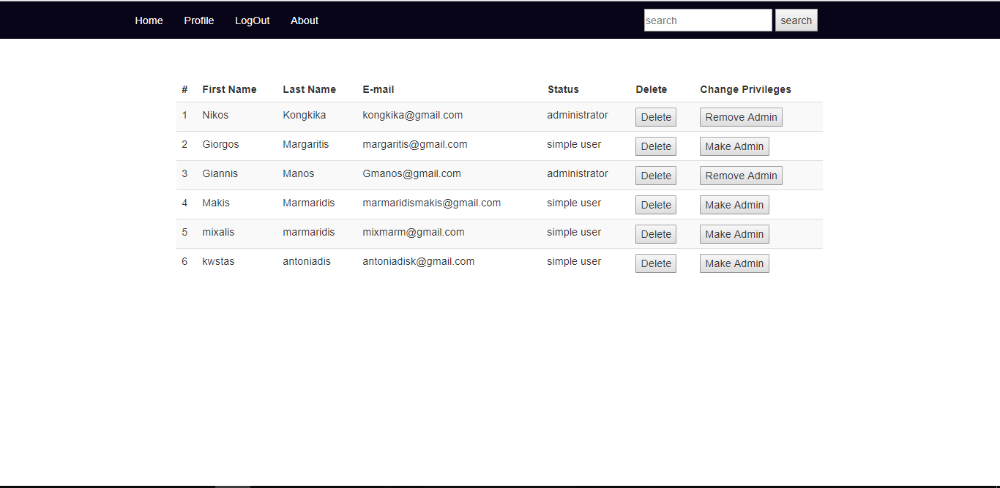 Home Profile LogOut About search search
# First Name Last Name E-mail Status Delete Change Privileges
1 Nikos Kongkika kongkika@gmail.com administrator Delete Remove Admin
2 Giorgos Margaritis margaritis@gmail.com simple user Delete Make Admin
3 Giannis Manos Gmanos@gmail.com administrator Delete Remove Admin
4 Makis Marmaridis marmaridismakis@gmail.com simple user Delete Make Admin
5 mixalis marmaridis mixmarm@gmail.com simple user Delete Make Admin
6 kwstas antoniadis antoniadisk@gmail.com simple user Delete Make Admin